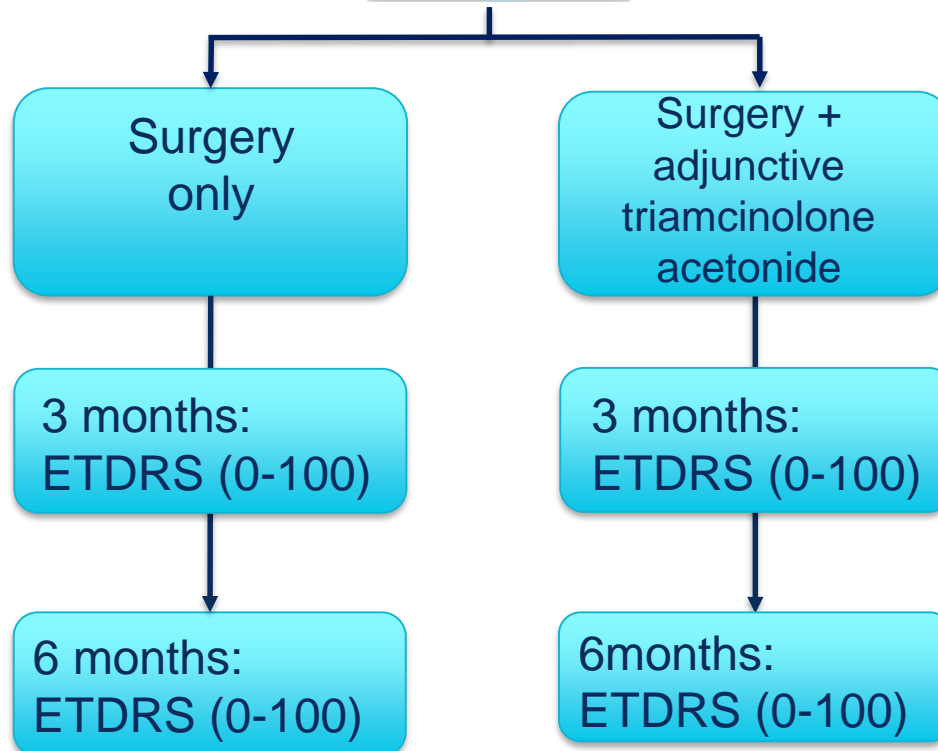 Surgery
only
Surgery +
adjunctive
triamcinolone
acetonide
3 months:
ETDRS (0-100)
3 months:
ETDRS (0-100)
6 months:
ETDRS (0-100)
6months:
ETDRS (0-100)